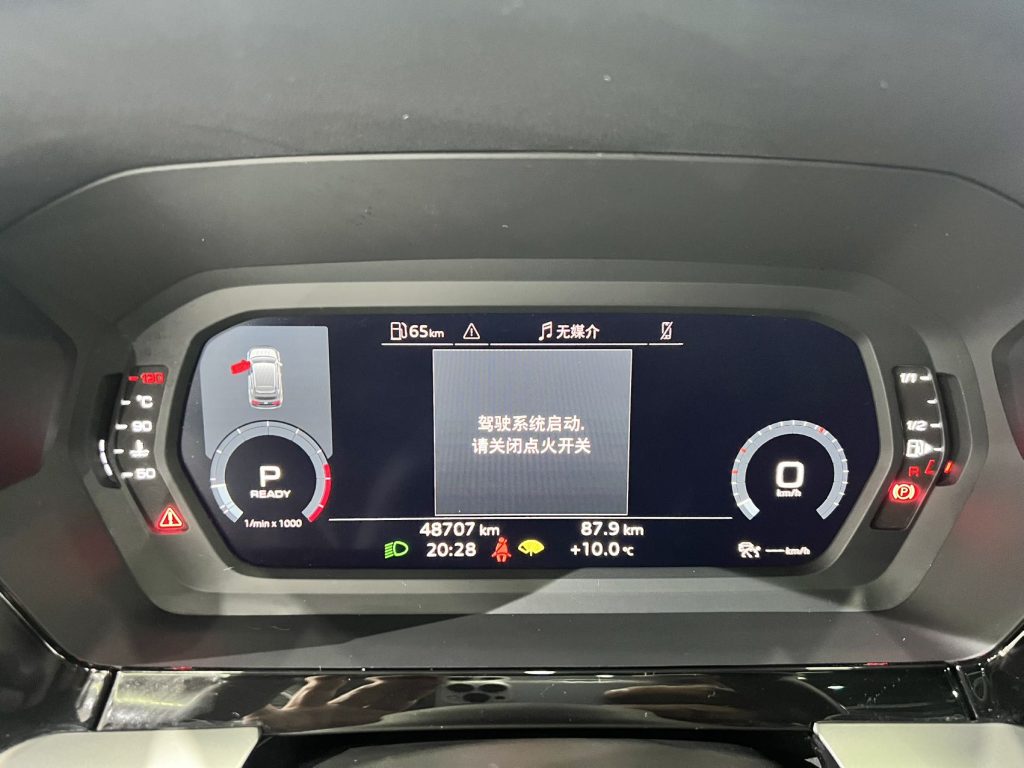 65km
无媒介
130
°C
90
50
驾驶系统启动.
请关闭点火开关
P
READY
1/min x 1000
0
km/h
1/1
1/2
R
P
48707 km
87.9 km
20:28
+10.0 °C
---km/h